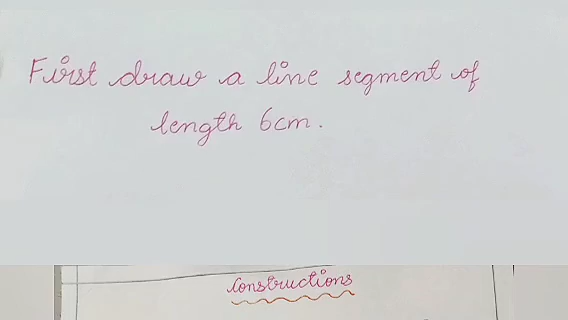 First draw a line segment of
length 6cm.
Constructions